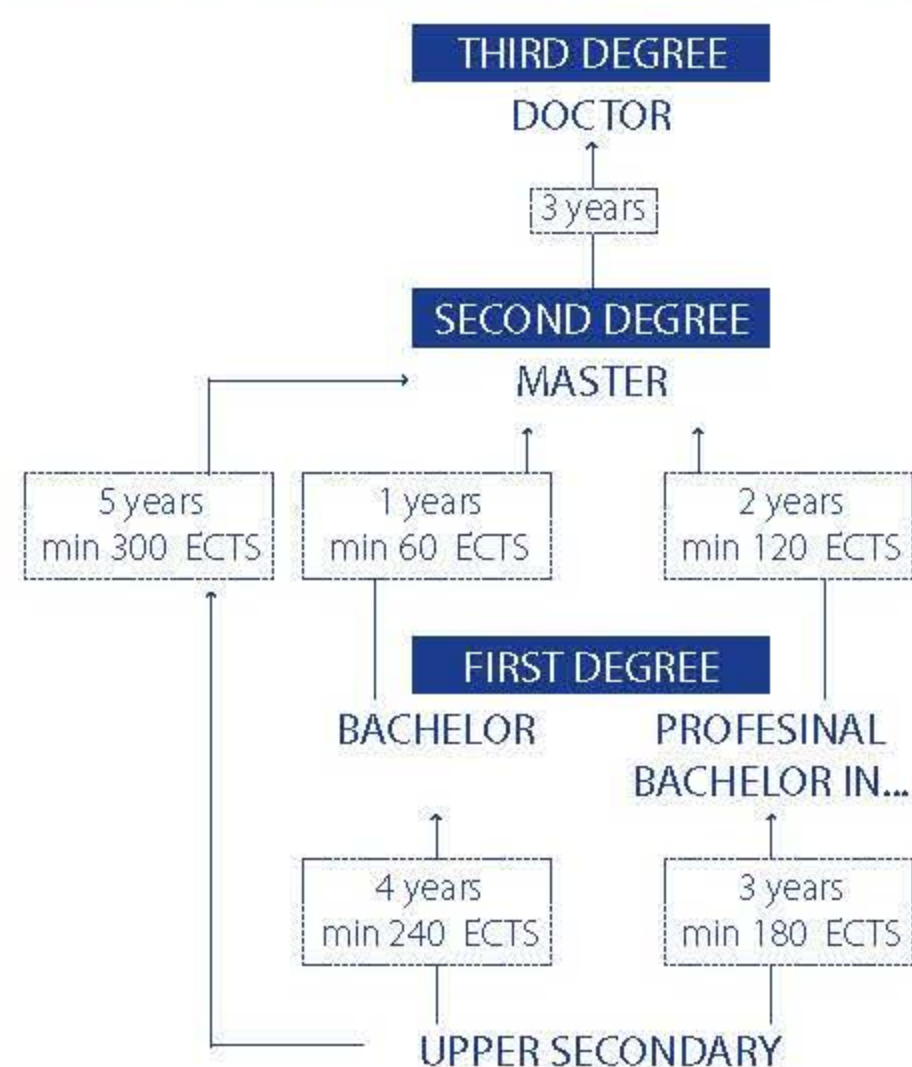 THIRD DEGREE
DOCTOR
3 years
SECOND DEGREE
MASTER
5 years
min 300 ECTS
1 years
min 60 ECTS
2 years
min 120 ECTS
FIRST DEGREE
BACHELOR
PROFESINAL
BACHELOR IN...
4 years
min 240 ECTS
3 years
min 180 ECTS
UPPER SECONDARY